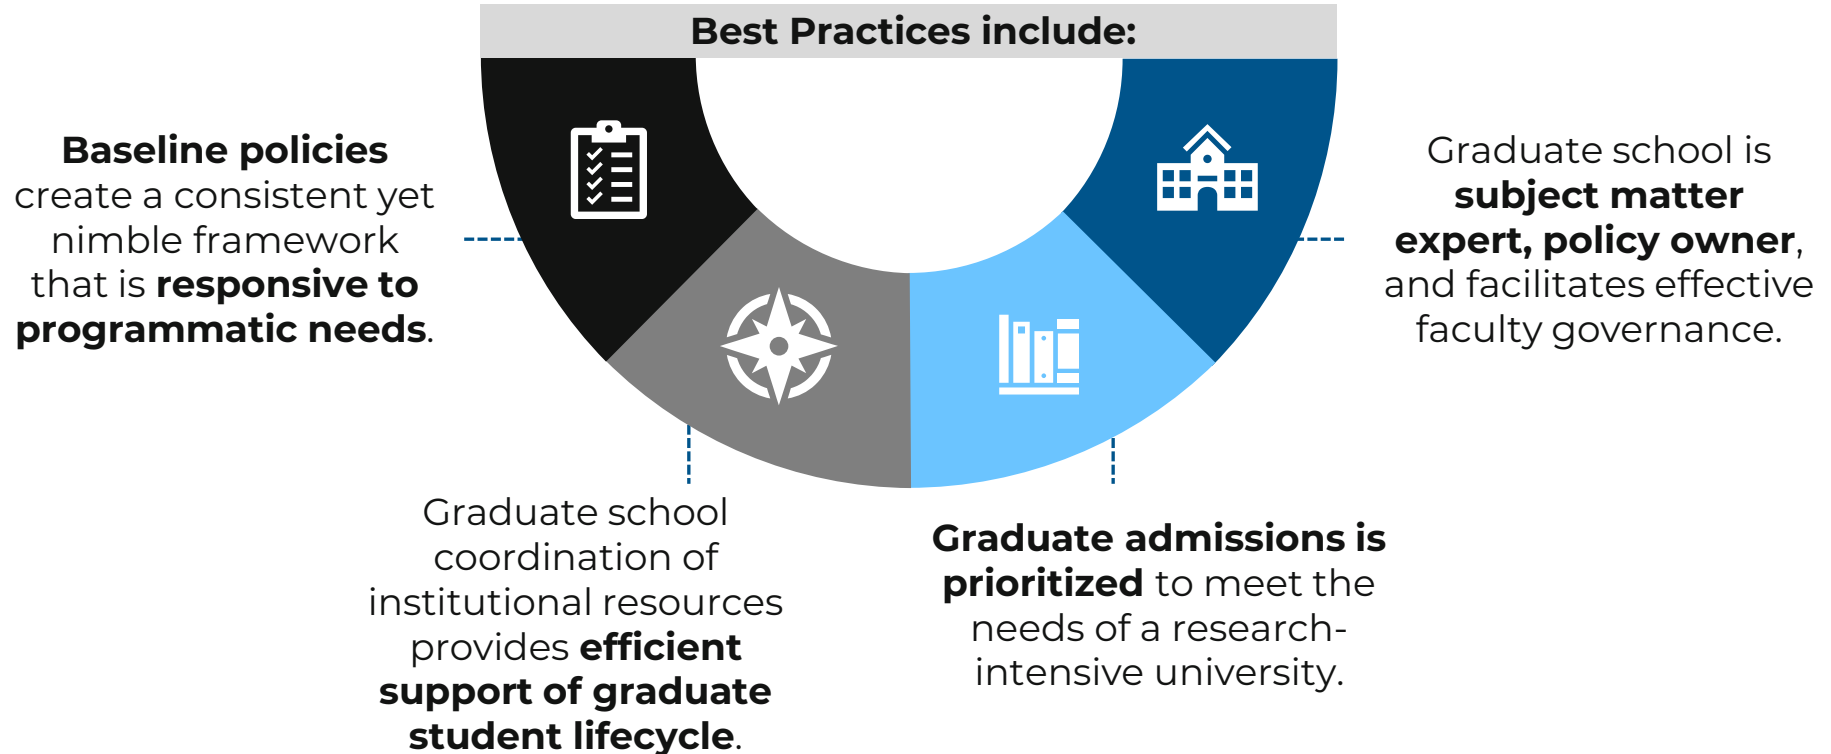 Best Practices include:
Baseline policies
create a consistent yet
nimble framework
that is responsive to
programmatic needs.
Graduate school
coordination of
institutional resources
provides efficient
support of graduate
student lifecycle.
Graduate admissions is
prioritized to meet the
needs of a research-
intensive university.
Graduate school is
subject matter
expert, policy owner,
and facilitates effective
faculty governance.